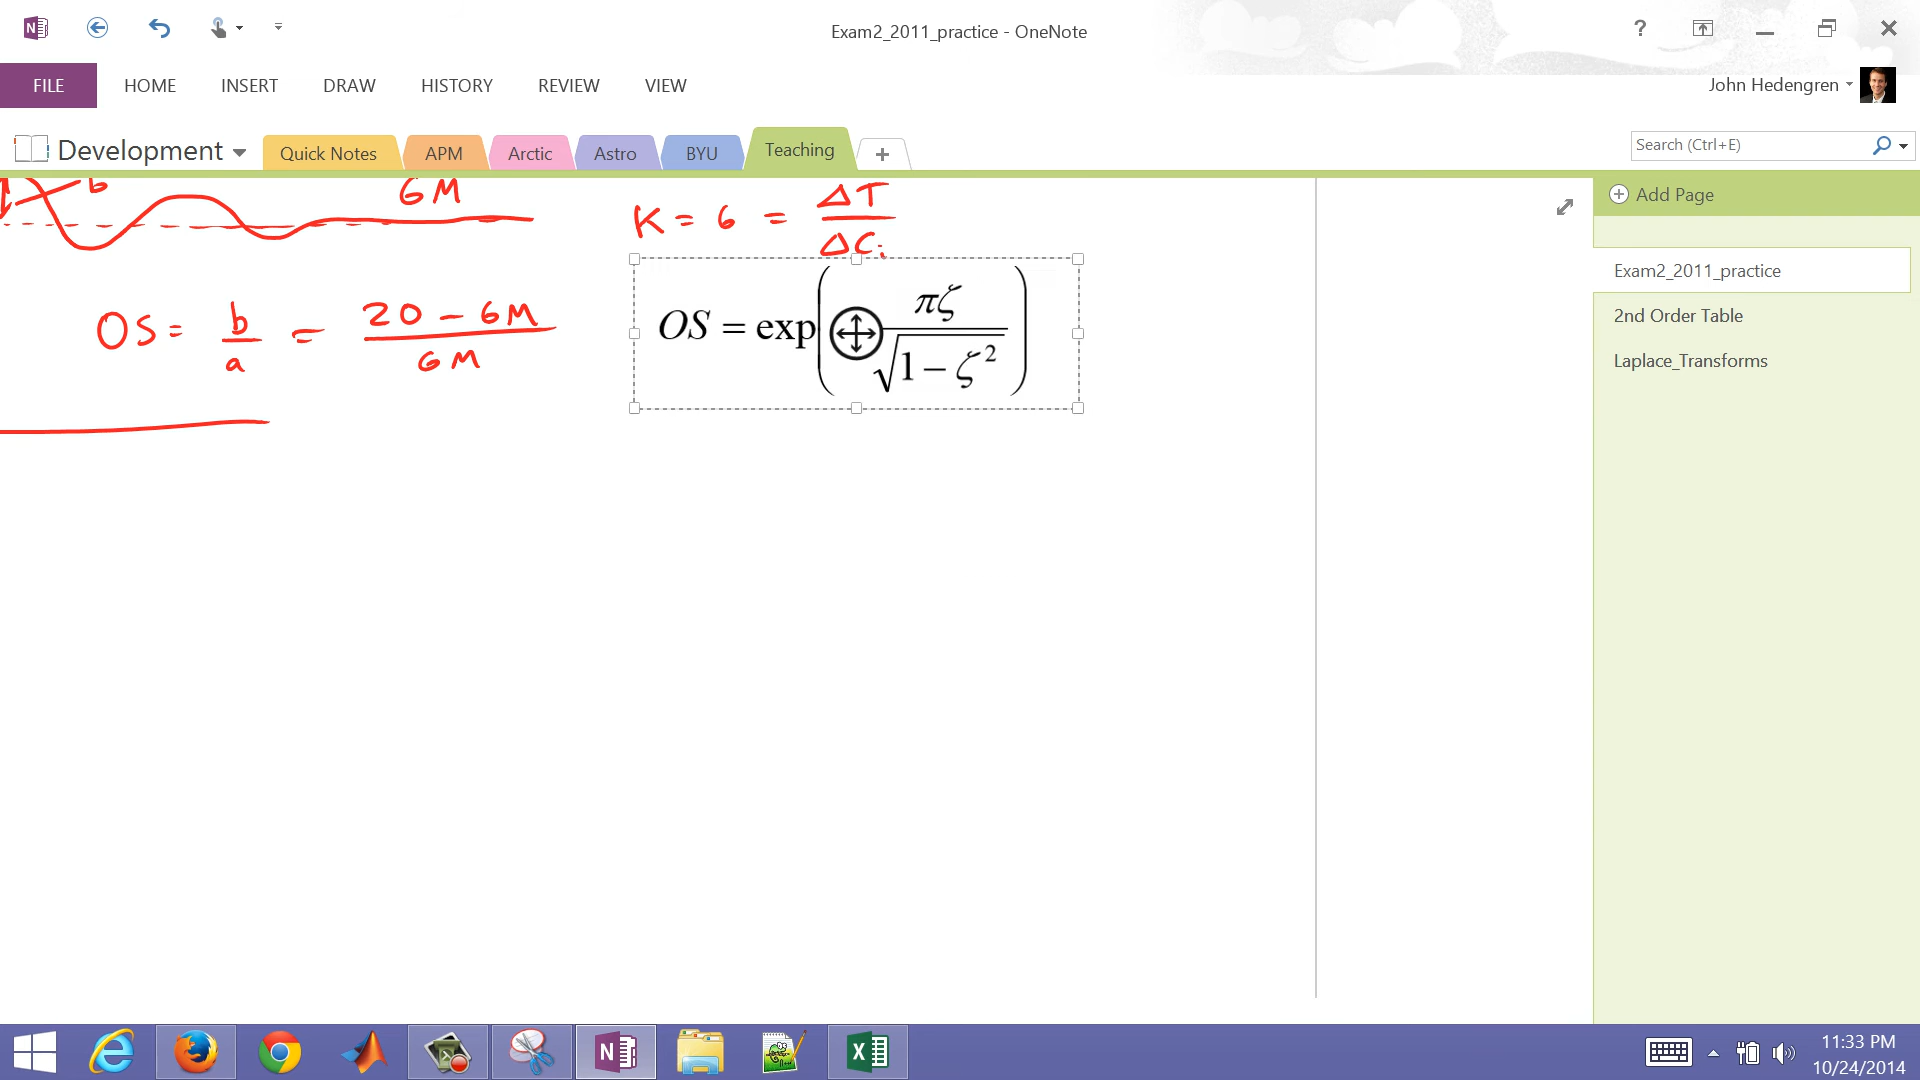 Exam2_2011_practice - OneNote
?
FILE HOME INSERT DRAW HISTORY REVIEW VIEW
John Hedengren
Development
Quick Notes APM Arctic Astro BYU Teaching +
Search (Ctrl+E)
Add Page
Exam2_2011_practice
2nd Order Table
Laplace_Transforms
b
6M
K = 6 = ΔT / ΔCi
OS = b / a = 20 - 6M / 6M
OS = exp( πζ / √1 − ζ² )
11:33 PM
10/24/2014